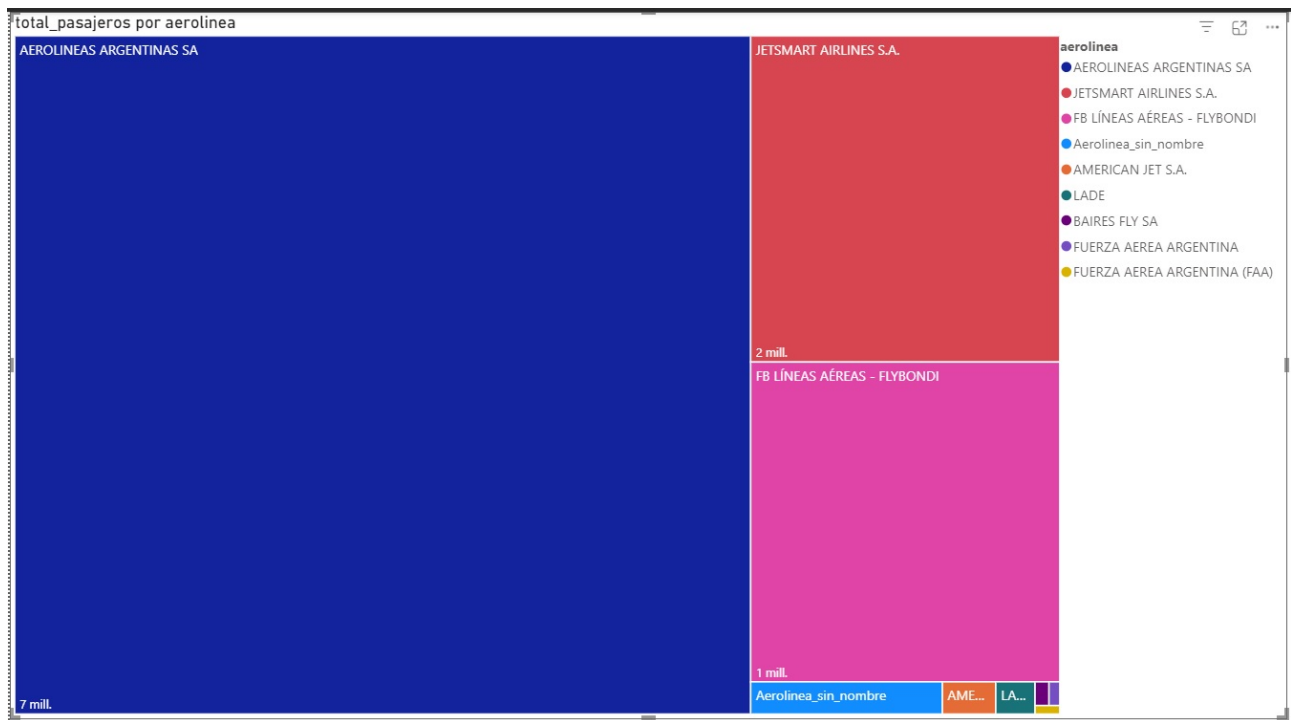 total_pasajeros por aerolinea
AEROLINEAS ARGENTINAS SA
7 mill.
JETSMART AIRLINES S.A.
2 mill.
FB LÍNEAS AÉREAS - FLYBONDI
1 mill.
Aerolinea_sin_nombre
AME...
LA...
aerolinea
AEROLINEAS ARGENTINAS SA
JETSMART AIRLINES S.A.
FB LÍNEAS AÉREAS - FLYBONDI
Aerolinea_sin_nombre
AMERICAN JET S.A.
LADE
BAIRES FLY SA
FUERZA AEREA ARGENTINA
FUERZA AEREA ARGENTINA (FAA)